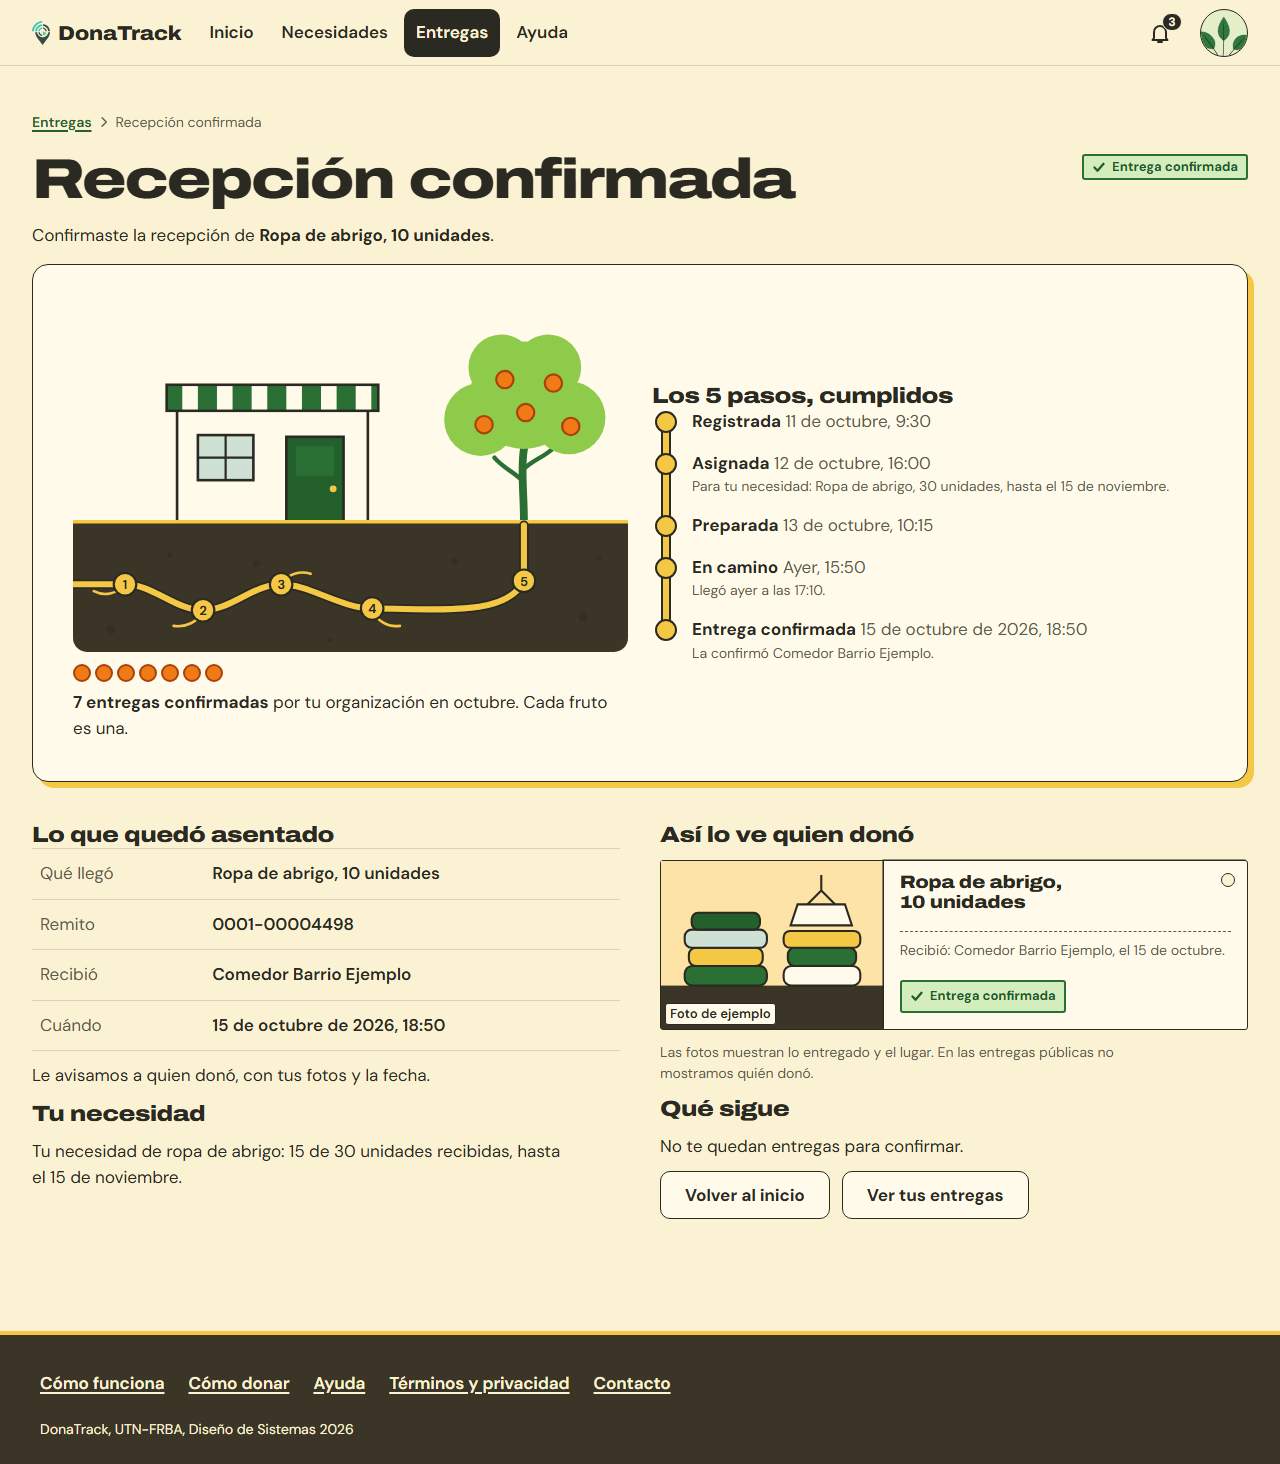 DonaTrack
Inicio
Necesidades
Entregas
Ayuda
3
Entregas
Recepción confirmada
Recepción confirmada
Entrega confirmada
Confirmaste la recepción de Ropa de abrigo, 10 unidades.
1
2
3
4
5
7 entregas confirmadas por tu organización en octubre. Cada fruto
es una.
Los 5 pasos, cumplidos
Registrada 11 de octubre, 9:30
Asignada 12 de octubre, 16:00
Para tu necesidad: Ropa de abrigo, 30 unidades, hasta el 15 de noviembre.
Preparada 13 de octubre, 10:15
En camino Ayer, 15:50
Llegó ayer a las 17:10.
Entrega confirmada 15 de octubre de 2026, 18:50
La confirmó Comedor Barrio Ejemplo.
Lo que quedó asentado
Qué llegó Ropa de abrigo, 10 unidades
Remito 0001-00004498
Recibió Comedor Barrio Ejemplo
Cuándo 15 de octubre de 2026, 18:50
Le avisamos a quien donó, con tus fotos y la fecha.
Tu necesidad
Tu necesidad de ropa de abrigo: 15 de 30 unidades recibidas, hasta
el 15 de noviembre.
Así lo ve quien donó
Foto de ejemplo
Ropa de abrigo,
10 unidades
Recibió: Comedor Barrio Ejemplo, el 15 de octubre.
Entrega confirmada
Las fotos muestran lo entregado y el lugar. En las entregas públicas no
mostramos quién donó.
Qué sigue
No te quedan entregas para confirmar.
Volver al inicio
Ver tus entregas
Cómo funciona
Cómo donar
Ayuda
Términos y privacidad
Contacto
DonaTrack, UTN-FRBA, Diseño de Sistemas 2026